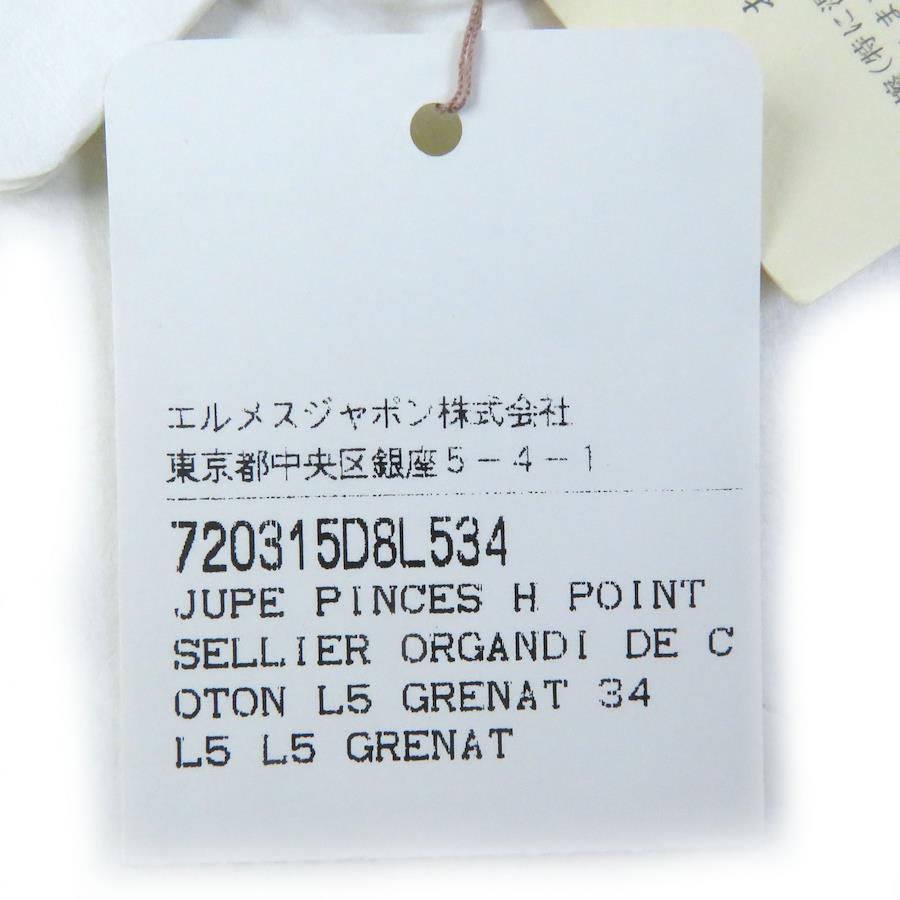 エルメスジャポン株式会社
東京都中央区銀座5-4-1
720315D8L534
JUPE PINCES H POINT
SELLIER ORGANDI DE C
OTON L5 GRENAT 34
L5 L5 GRENAT